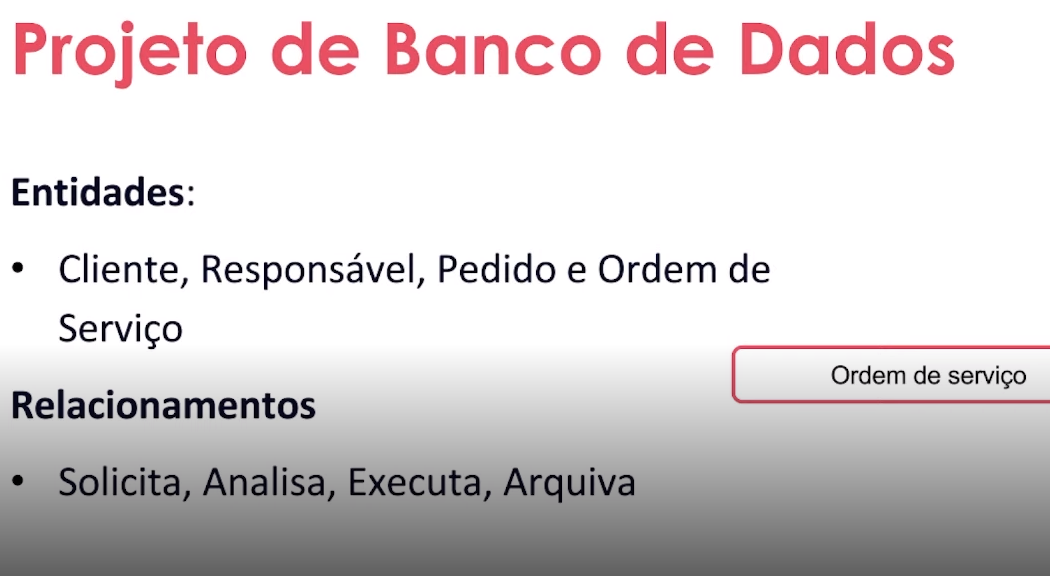 Projeto de Banco de Dados
Entidades:
• Cliente, Responsável, Pedido e Ordem de
Serviço
Ordem de serviço
Relacionamentos
• Solicita, Analisa, Executa, Arquiva